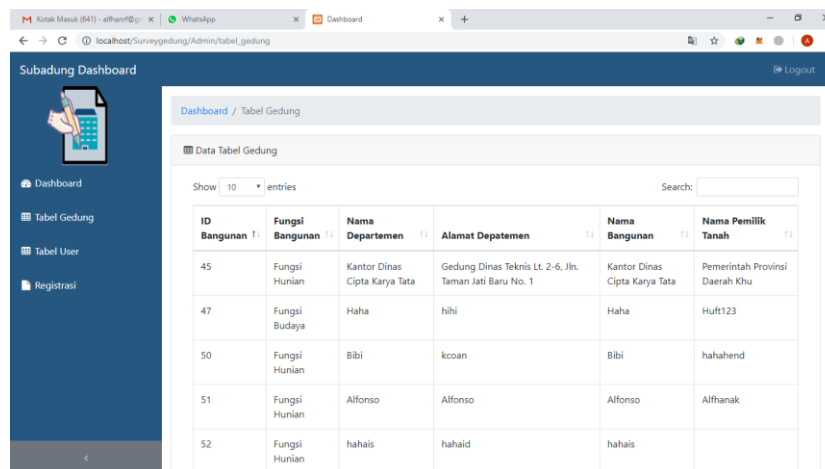 Kotak Masuk (641) - alfhanrf@g
WhatsApp
Dashboard
localhost/Surveygedung/Admin/tabel_gedung
A
Subadung Dashboard
Logout
Dashboard / Tabel Gedung
Data Tabel Gedung
Dashboard
Tabel Gedung
Tabel User
Registrasi
Show 10 entries
Search:
ID Bangunan
Fungsi Bangunan
Nama Departemen
Alamat Depatemen
Nama Bangunan
Nama Pemilik Tanah
45 Fungsi Kantor Dinas Gedung Dinas Teknis Lt. 2-6, Jln. Kantor Dinas Pemerintah Provinsi
Hunian Cipta Karya Tata Taman Jati Baru No. 1 Cipta Karya Tata Daerah Khu
47 Fungsi Haha hihi Haha Huft123
Budaya
50 Fungsi Bibi kcoan Bibi hahahend
Hunian
51 Fungsi Alfonso Alfonso Alfonso Alfhanak
Hunian
52 Fungsi hahais hahaid hahais
Hunian